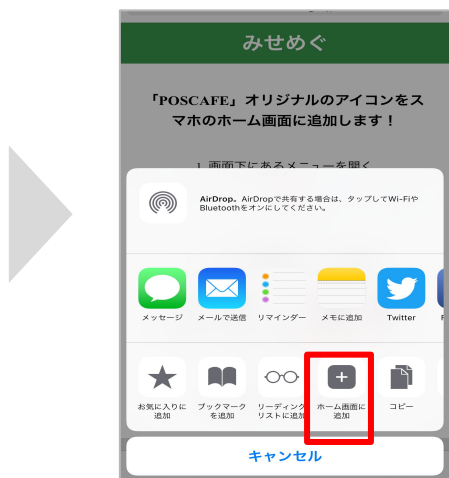 みせめぐ
「POSCAFE」オリジナルのアイコンをス
マホのホーム画面に追加します！
1. 画面下にあるメニューを開く
AirDrop。AirDropで共有する場合は、タップしてWi-Fiや
Bluetoothをオンにしてください。
メッセージ
メールで送信
リマインダー
メモに追加
Twitter
お気に入りに
追加
ブックマーク
を追加
リーディング
リストに追加
ホーム画面に
追加
コピー
キャンセル